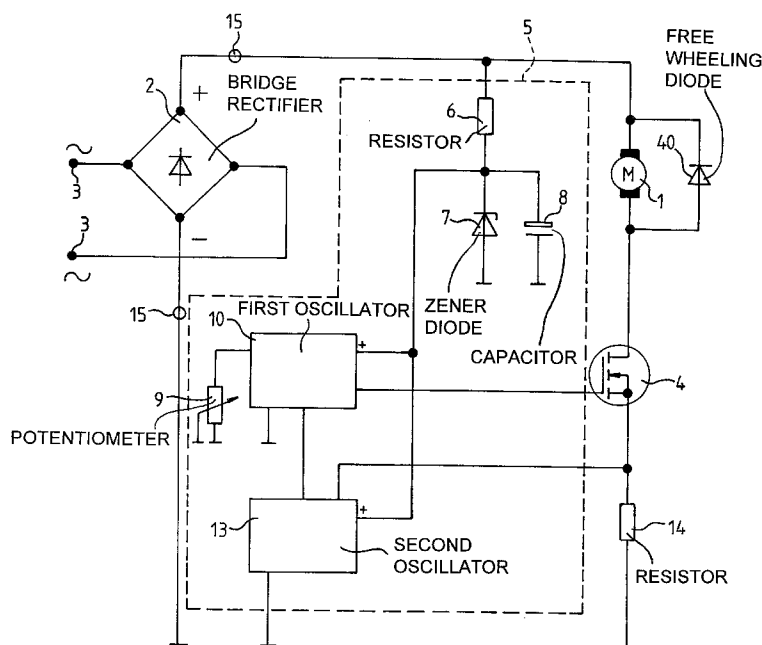 15
5
FREE
WHEELING
DIODE
2
+
BRIDGE
RECTIFIER
6
RESISTOR
40
M
1
3
3
7
8
−
ZENER
DIODE
15
FIRST OSCILLATOR
10
+
CAPACITOR
4
9
POTENTIOMETER
+
13
SECOND
OSCILLATOR
14
RESISTOR